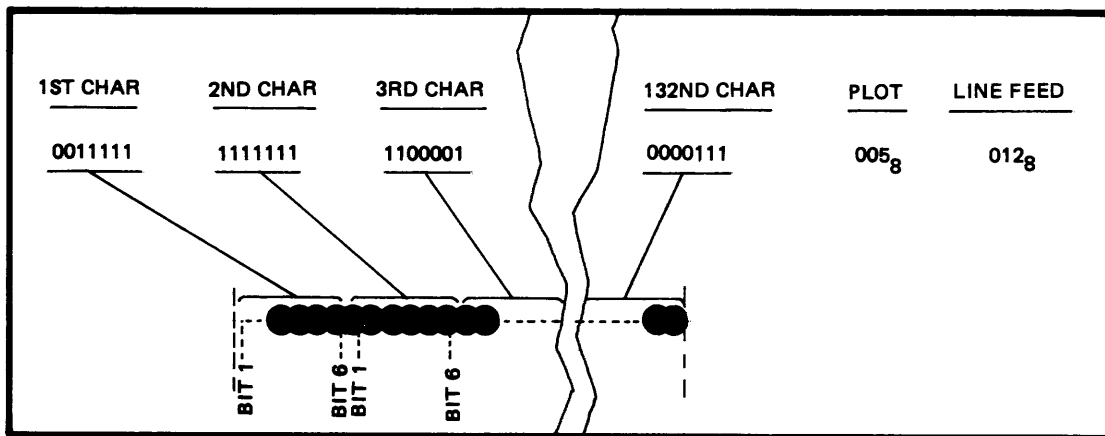 1ST CHAR 2ND CHAR 3RD CHAR 132ND CHAR PLOT LINE FEED
0011111 1111111 1100001 0000111 005₈ 012₈
BIT 1 BIT 6 BIT 1 BIT 6